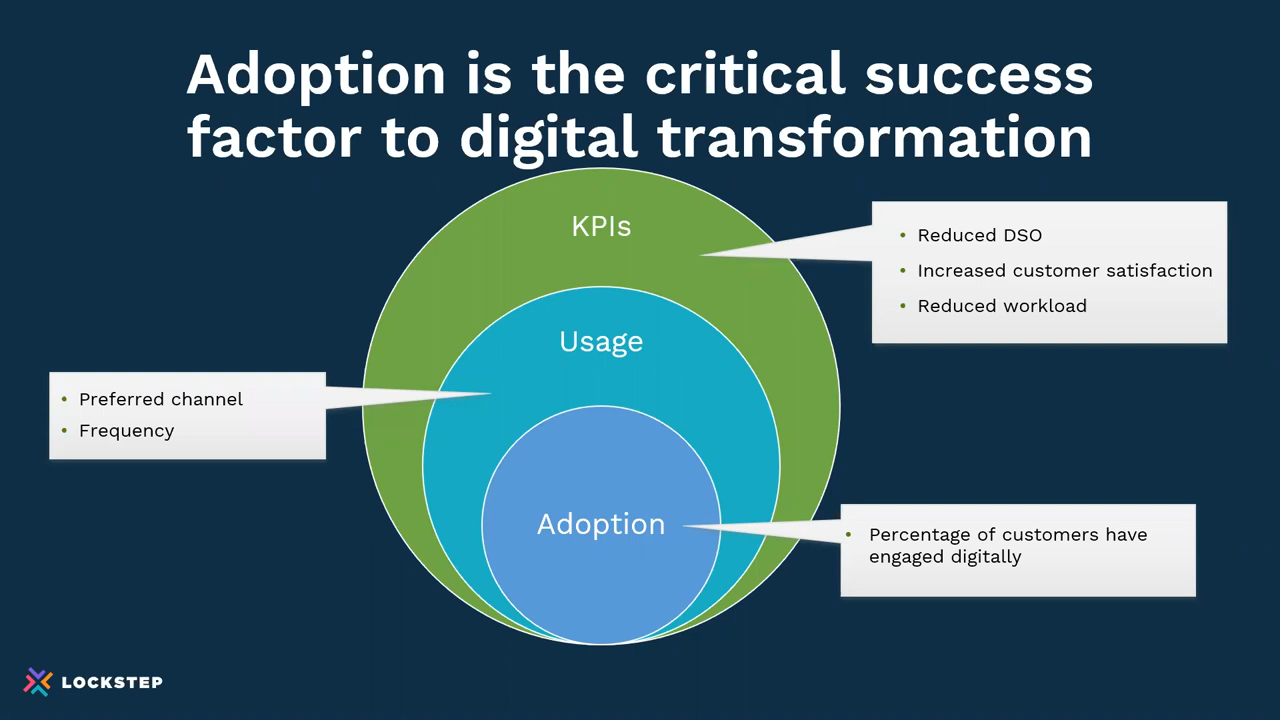 Adoption is the critical success
factor to digital transformation
KPIs
• Reduced DSO
• Increased customer satisfaction
• Reduced workload
Usage
• Preferred channel
• Frequency
Adoption
• Percentage of customers have
engaged digitally
LOCKSTEP